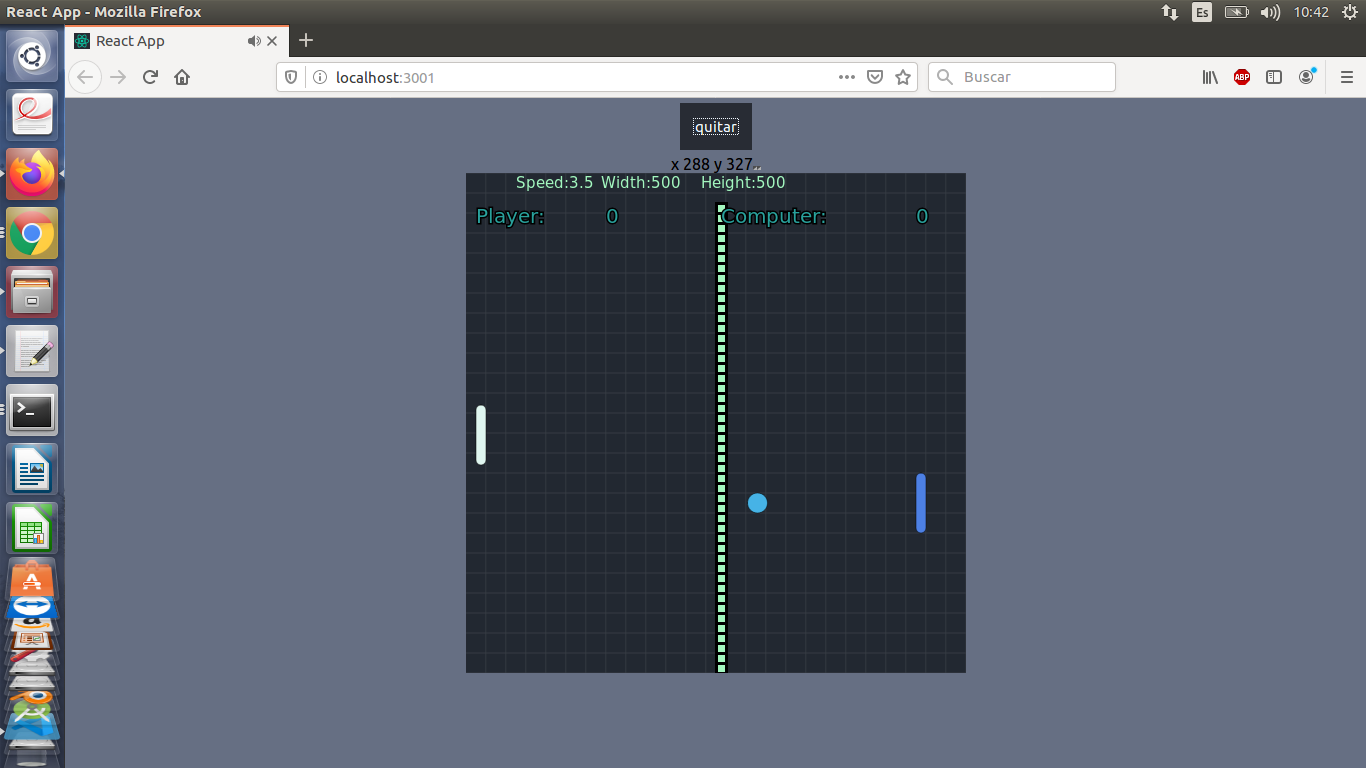 React App - Mozilla Firefox
Es
10:42
React App
localhost:3001
Buscar
ABP
quitar
x 288 y 327
Speed:3.5 Width:500 Height:500
Player: 0 Computer: 0